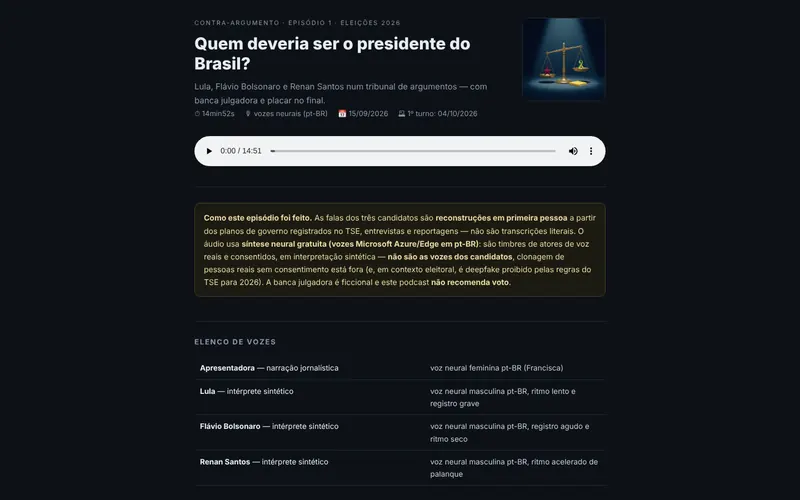 CONTRA-ARGUMENTO · EPISÓDIO 1 · ELEIÇÕES 2026
Quem deveria ser o presidente do
Brasil?
Lula, Flávio Bolsonaro e Renan Santos num tribunal de argumentos — com
banca julgadora e placar no final.
14min52s vozes neurais (pt-BR) 15/09/2026 1º turno: 04/10/2026
0:00 / 14:51
Como este episódio foi feito. As falas dos três candidatos são reconstruções em primeira pessoa a partir
dos planos de governo registrados no TSE, entrevistas e reportagens — não são transcrições literais. O
áudio usa síntese neural gratuita (vozes Microsoft Azure/Edge em pt-BR): são timbres de atores de voz
reais e consentidos, em interpretação sintética — não são as vozes dos candidatos, clonagem de
pessoas reais sem consentimento está fora (e, em contexto eleitoral, é deepfake proibido pelas regras do
TSE para 2026). A banca julgadora é ficcional e este podcast não recomenda voto.
ELENCO DE VOZES
Apresentadora — narração jornalística
voz neural feminina pt-BR (Francisca)
Lula — intérprete sintético
voz neural masculina pt-BR, ritmo lento e
registro grave
Flávio Bolsonaro — intérprete sintético
voz neural masculina pt-BR, registro agudo e
ritmo seco
Renan Santos — intérprete sintético
voz neural masculina pt-BR, ritmo acelerado de
palanque